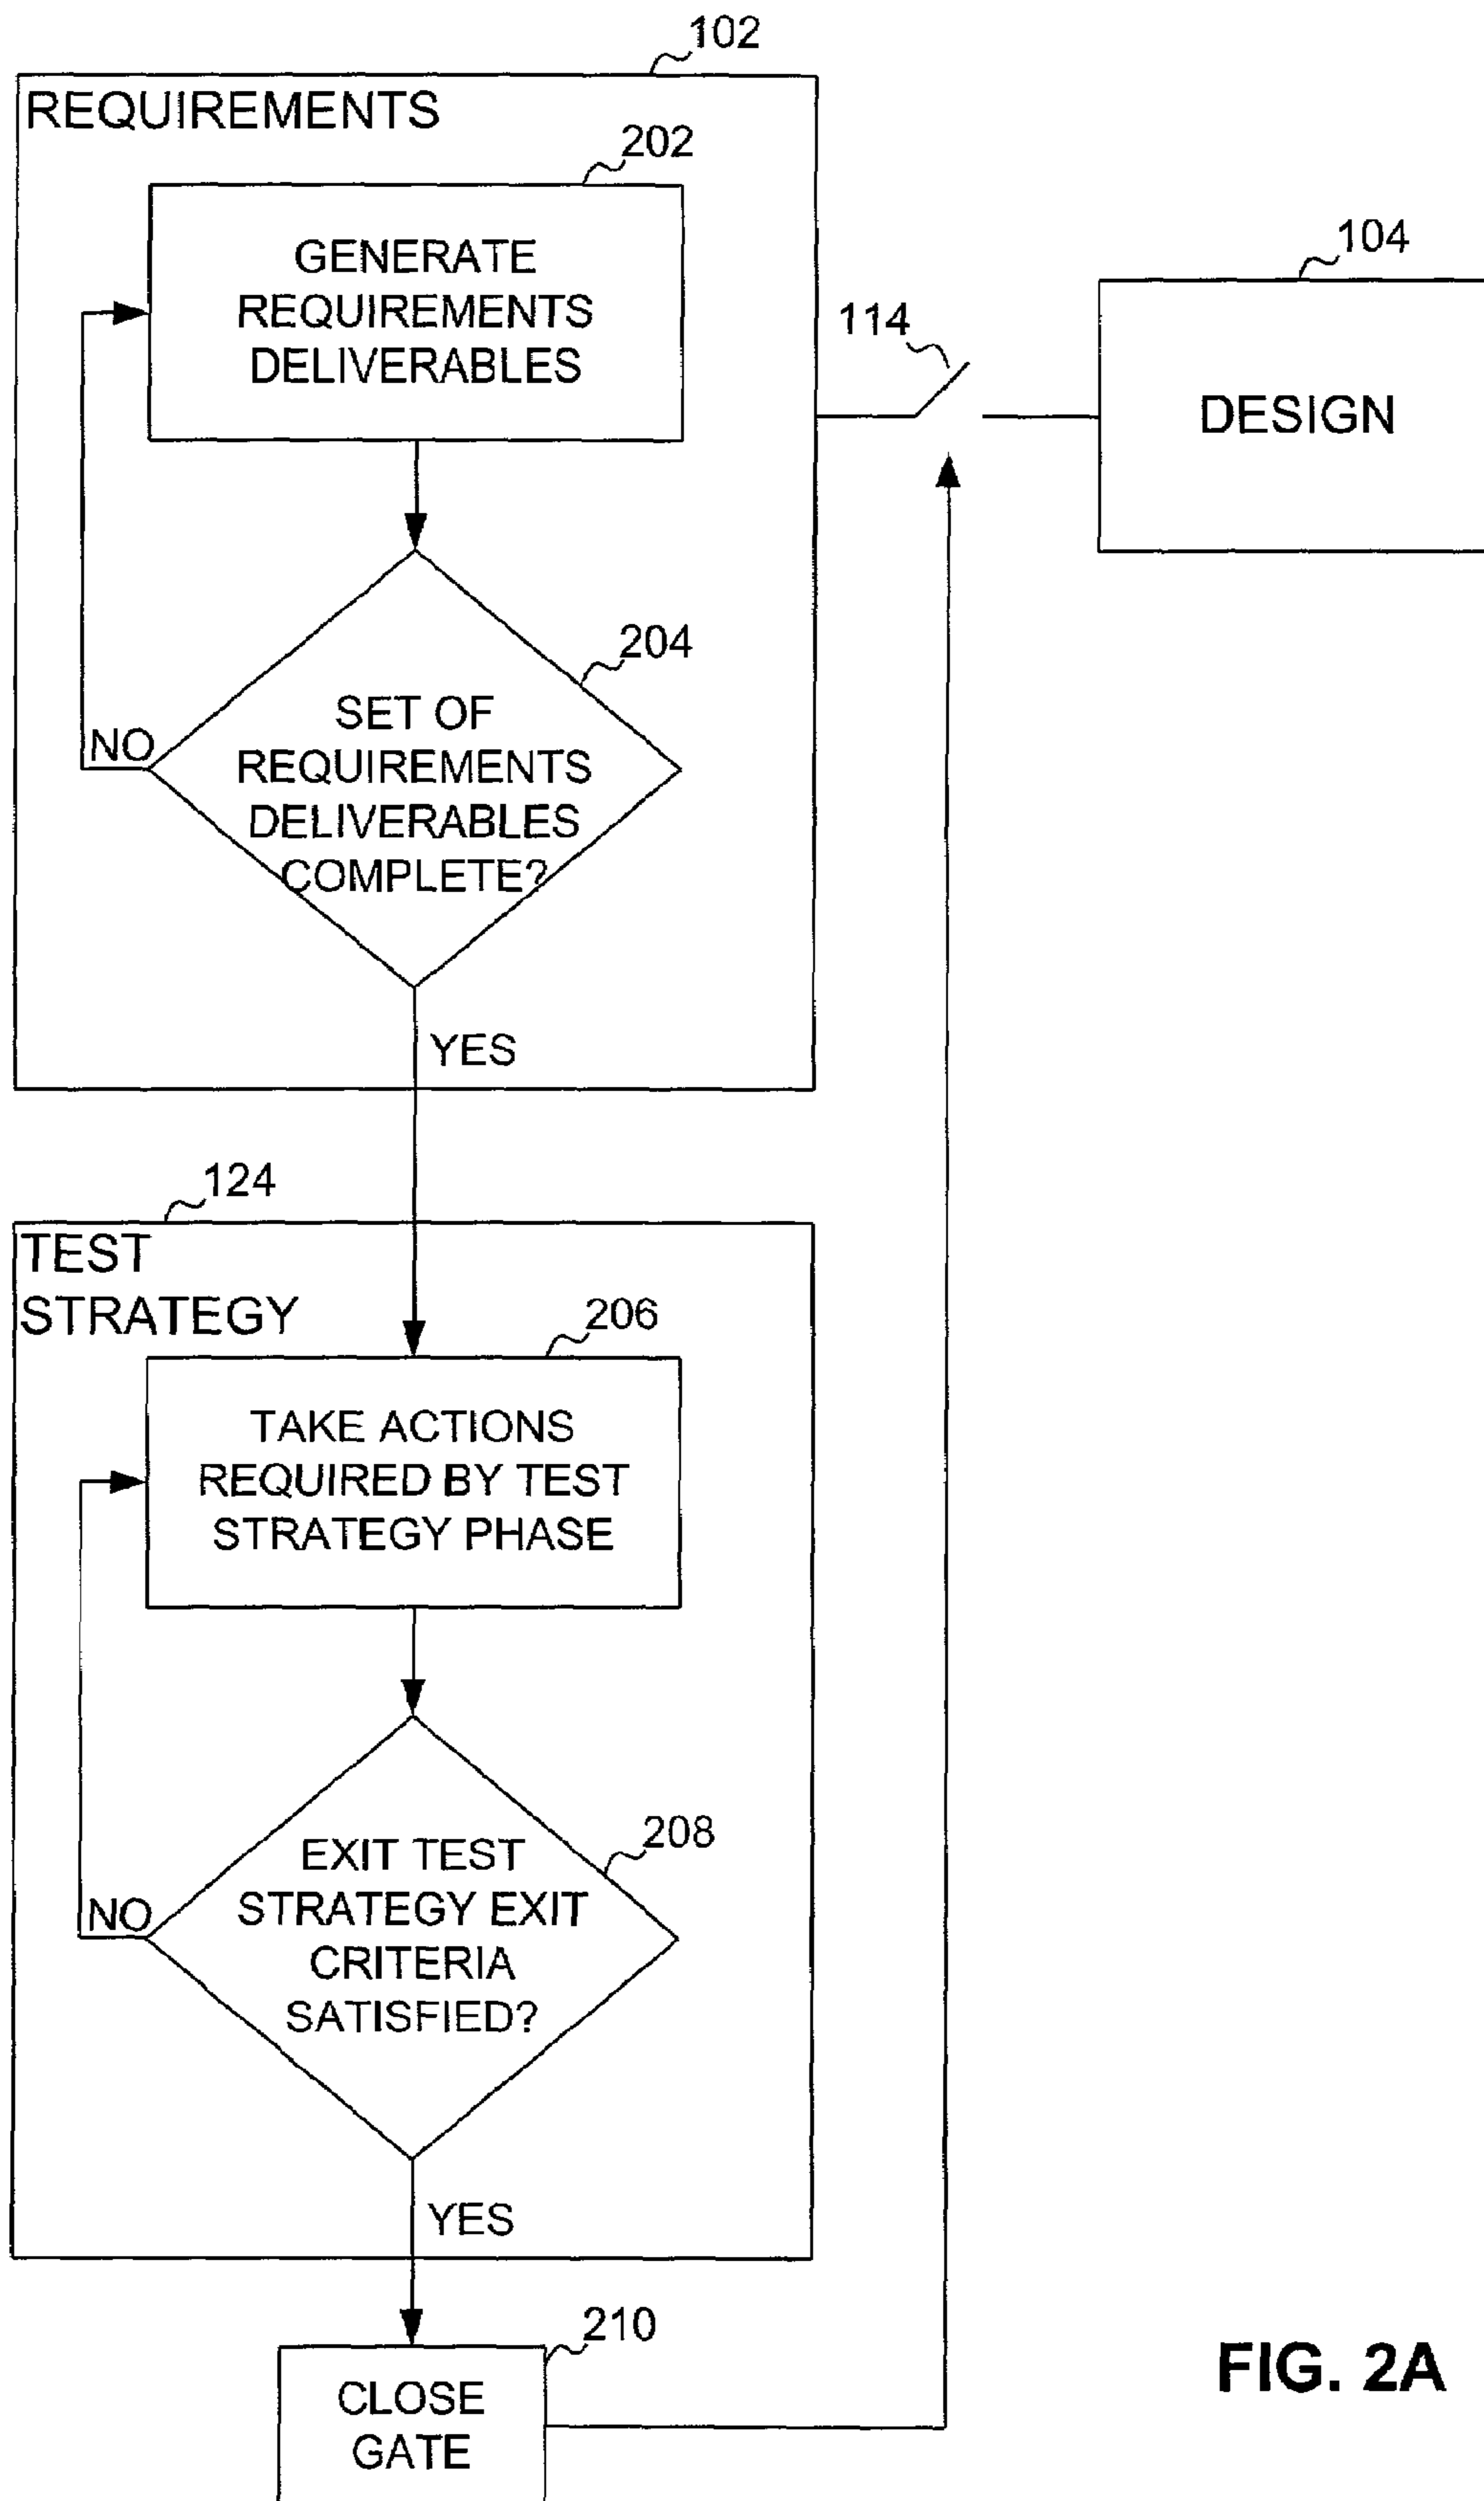 102
REQUIREMENTS
202
GENERATE
REQUIREMENTS
DELIVERABLES
104
114
DESIGN
204
SET OF
REQUIREMENTS
DELIVERABLES
COMPLETE?
NO
YES
124
TEST
STRATEGY
206
TAKE ACTIONS
REQUIRED BY TEST
STRATEGY PHASE
208
EXIT TEST
STRATEGY EXIT
CRITERIA
SATISFIED?
NO
YES
210
CLOSE
GATE
FIG. 2A